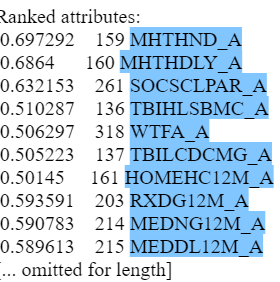 Ranked attributes:
0.697292 159 MHTHND_A
0.6864 160 MHTHDLY_A
0.632153 261 SOCSCLPAR_A
0.510287 136 TBIHLSBMC_A
0.506297 318 WTFA_A
0.505223 137 TBILCDCMG_A
0.50145 161 HOMEHC12M_A
0.593591 203 RXDG12M_A
0.590783 214 MEDNG12M_A
0.589613 215 MEDDL12M_A
[... omitted for length]